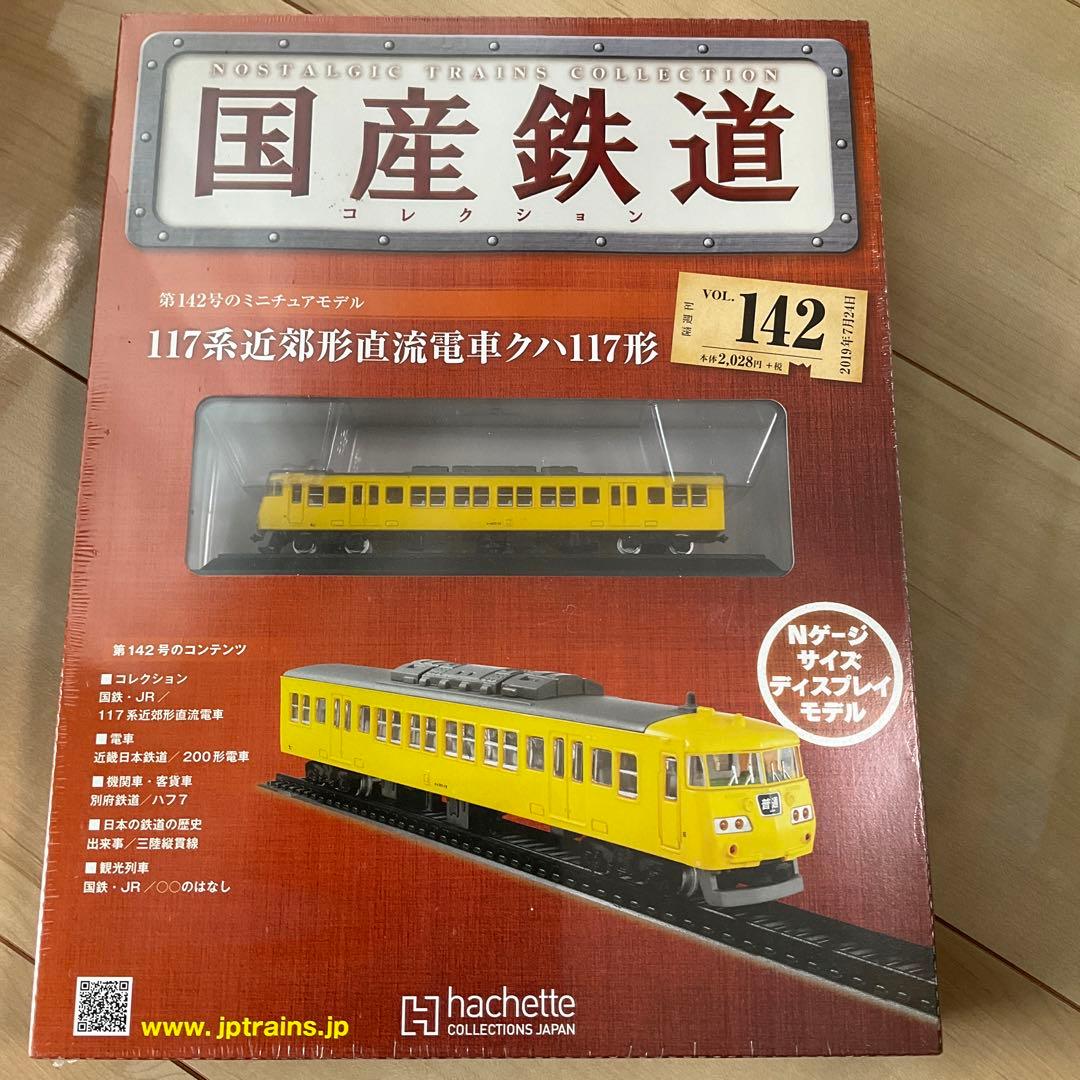 NOSTALGIC TRAINS COLLECTION
国産鉄道
コレクション
第142号のミニチュアモデル
117系近郊形直流電車クハ117形
VOL. 142
本体2,028円+税
2019年7月24日
Nゲージ
サイズ
ディスプレイ
モデル
第142号のコンテンツ
■コレクション
国鉄・JR/
117系近郊形直流電車
■電車
近畿日本鉄道/200形電車
■機関車・客貨車
別府鉄道/ハフ7
■日本の鉄道の歴史
出来事/三陸縦貫線
■観光列車
国鉄・JR/○○のはなし
普通
www.jptrains.jp
hachette
COLLECTIONS JAPAN